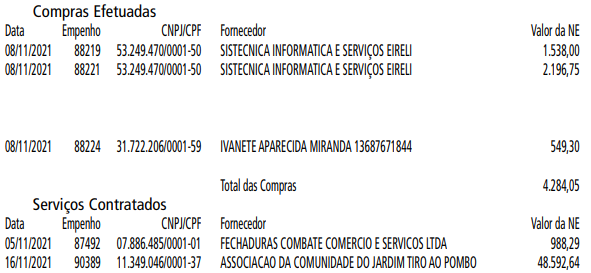 Compras Efetuadas
Data Empenho CNPJ/CPF Fornecedor Valor da NE
08/11/2021 88219 53.249.470/0001-50 SISTECNICA INFORMATICA E SERVIÇOS EIRELI 1.538,00
08/11/2021 88221 53.249.470/0001-50 SISTECNICA INFORMATICA E SERVIÇOS EIRELI 2.196,75
08/11/2021 88224 31.722.206/0001-59 IVANETE APARECIDA MIRANDA 13687671844 549,30
Total das Compras 4.284,05
Serviços Contratados
Data Empenho CNPJ/CPF Fornecedor Valor da NE
05/11/2021 87492 07.886.485/0001-01 FECHADURAS COMBATE COMERCIO E SERVICOS LTDA 988,29
16/11/2021 90389 11.349.046/0001-37 ASSOCIACAO DA COMUNIDADE DO JARDIM TIRO AO POMBO 48.592,64